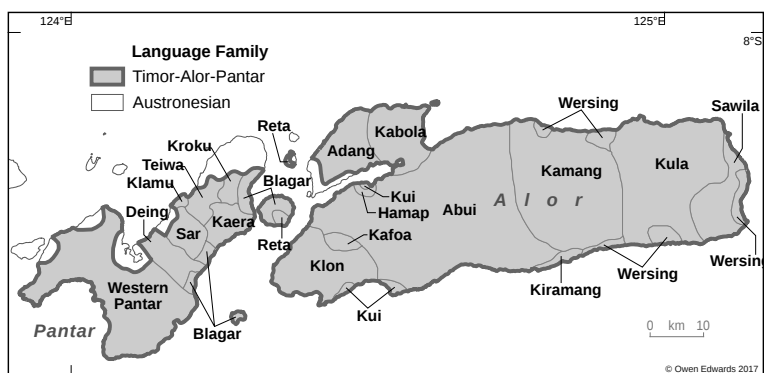 124°E
125°E
8°S
Language Family
Timor-Alor-Pantar
Austronesian
Wersing
Sawila
Reta
Kabola
Adang
Kroku
Teiwa
Klamu
Blagar
Kamang
Kula
Kui
Hamap
Abui
Alor
Deing
Kaera
Sar
Reta
Kafoa
Klon
Wersing
Wersing
Western
Pantar
Kiramang
Kui
Pantar
Blagar
0 km 10
© Owen Edwards 2017